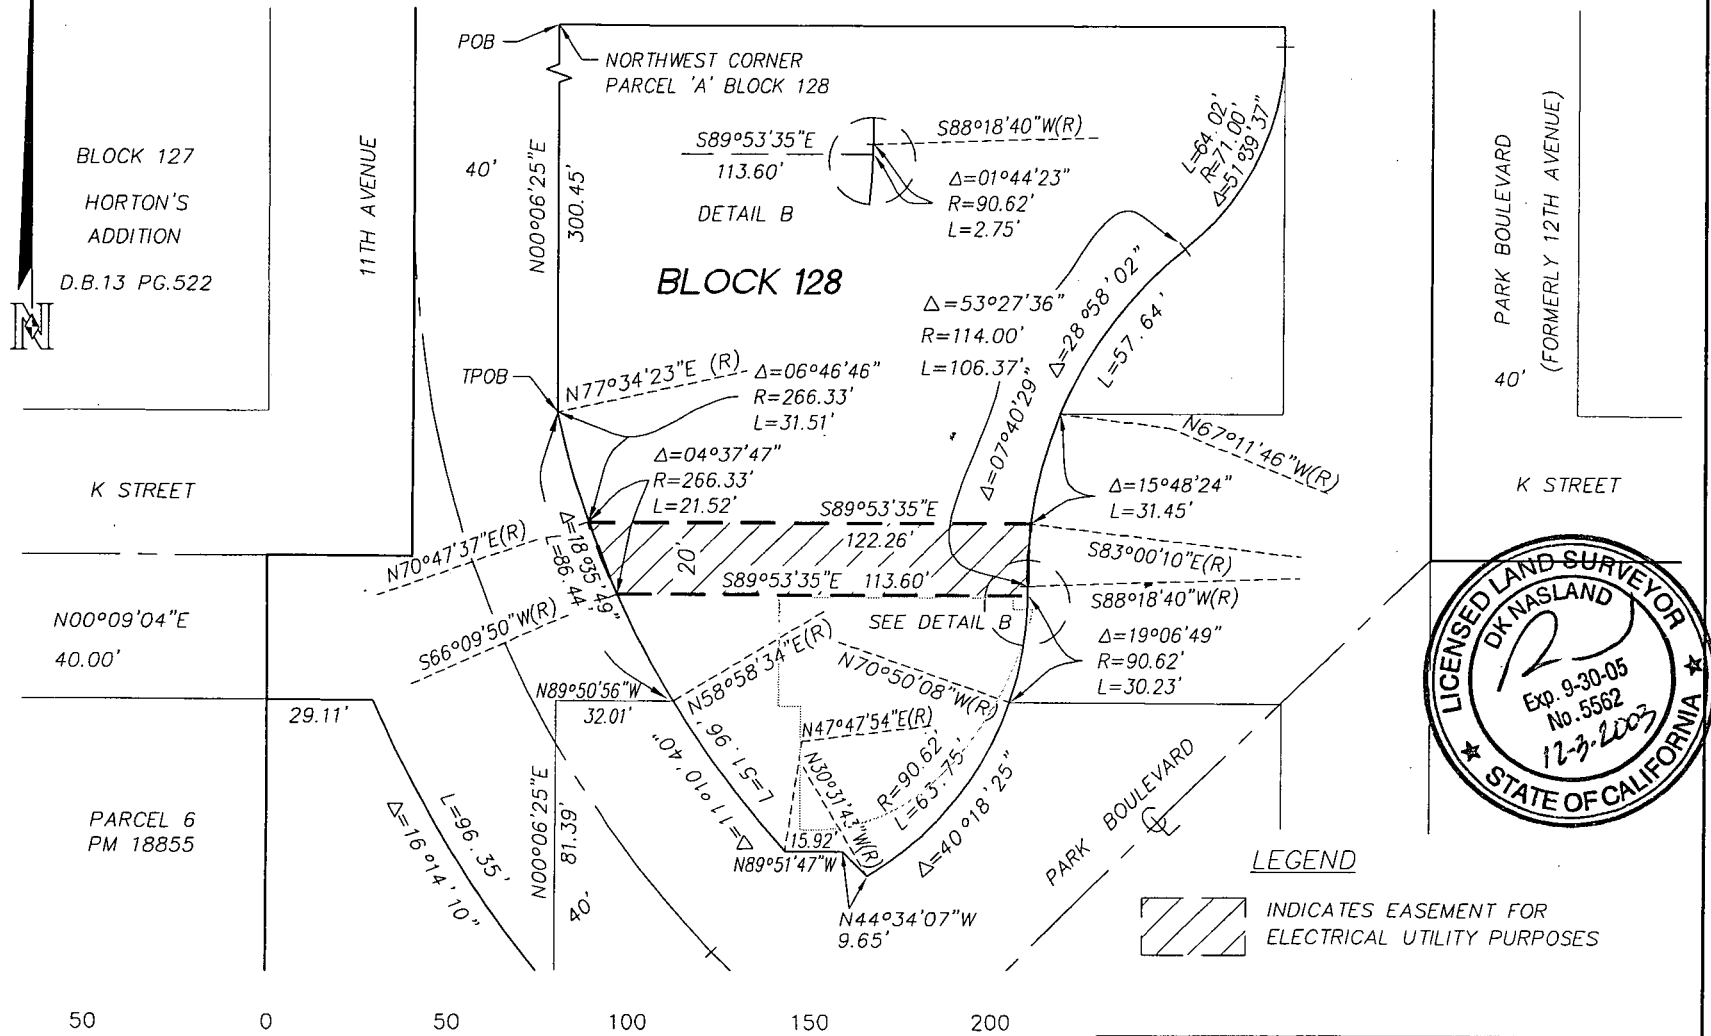 POB
NORTHWEST CORNER
PARCEL 'A' BLOCK 128
BLOCK 127
HORTON'S
ADDITION
D.B.13 PG.522
N
11TH AVENUE
40'
N00°06'25"E
300.45'
S89°53'35"E
113.60'
DETAIL B
S88°18'40"W(R)
Δ=01°44'23"
R=90.62'
L=2.75'
L=64.02'
R=71.00'
Δ=51°39'37"
PARK BOULEVARD
(FORMERLY 12TH AVENUE)
40'
BLOCK 128
Δ=53°27'36"
R=114.00'
L=106.37'
Δ=28°58'02"
L=57.64'
TPOB
N77°34'23"E (R)
Δ=06°46'46"
R=266.33'
L=31.51'
Δ=04°37'47"
R=266.33'
L=21.52'
Δ=07°40'29"
N67°11'46"W(R)
K STREET
K STREET
Δ=15°48'24"
L=31.45'
S89°53'35"E
122.26'
20'
S89°53'35"E 113.60'
Δ=18°35'49"
L=86.44'
N70°47'37"E(R)
S66°09'50"W(R)
S83°00'10"E(R)
S88°18'40"W(R)
SEE DETAIL B
Δ=19°06'49"
R=90.62'
L=30.23'
N00°09'04"E
40.00'
29.11'
N89°50'56"W
32.01'
N58°58'34"E(R)
N70°50'08"W(R)
N47°47'54"E(R)
N30°31'43"W(R)
R=90.62'
L=63.75'
Δ=40°18'25"
L=51.96'
Δ=11°10'40"
15.92'
N89°51'47"W
N44°34'07"W
9.65'
N00°06'25"E
81.39'
40'
L=96.35'
Δ=16°14'10"
PARCEL 6
PM 18855
PARK BOULEVARD
CL
LICENSED LAND SURVEYOR
DK NASLAND
Exp. 9-30-05
No. 5562
12-3-2003
STATE OF CALIFORNIA
LEGEND
INDICATES EASEMENT FOR
ELECTRICAL UTILITY PURPOSES
50 0 50 100 150 200